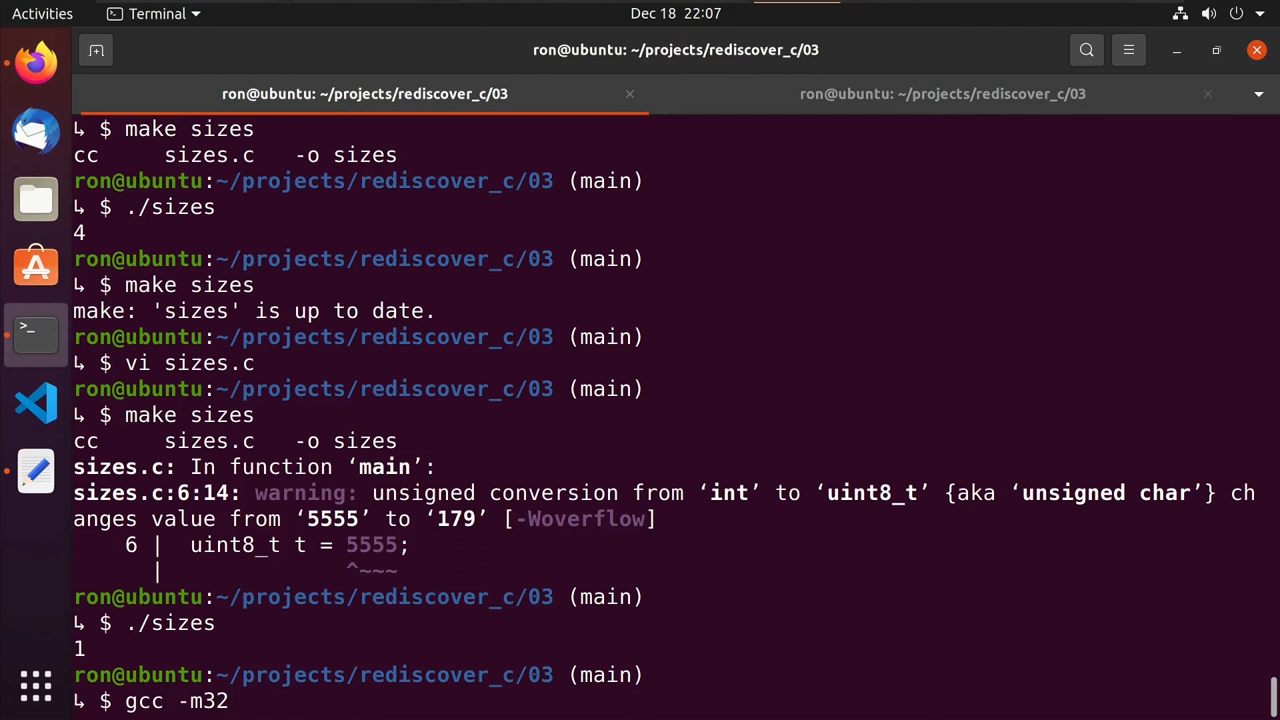 Activities Terminal Dec 18 22:07
ron@ubuntu: ~/projects/rediscover_c/03
ron@ubuntu: ~/projects/rediscover_c/03 ron@ubuntu: ~/projects/rediscover_c/03
↳ $ make sizes
cc     sizes.c   -o sizes
ron@ubuntu:~/projects/rediscover_c/03 (main)
↳ $ ./sizes
4
ron@ubuntu:~/projects/rediscover_c/03 (main)
↳ $ make sizes
make: 'sizes' is up to date.
ron@ubuntu:~/projects/rediscover_c/03 (main)
↳ $ vi sizes.c
ron@ubuntu:~/projects/rediscover_c/03 (main)
↳ $ make sizes
cc     sizes.c   -o sizes
sizes.c: In function ‘main’:
sizes.c:6:14: warning: unsigned conversion from ‘int’ to ‘uint8_t’ {aka ‘unsigned char’} ch
anges value from ‘5555’ to ‘179’ [-Woverflow]
    6 |  uint8_t t = 5555;
      |              ^~~~
ron@ubuntu:~/projects/rediscover_c/03 (main)
↳ $ ./sizes
1
ron@ubuntu:~/projects/rediscover_c/03 (main)
↳ $ gcc -m32